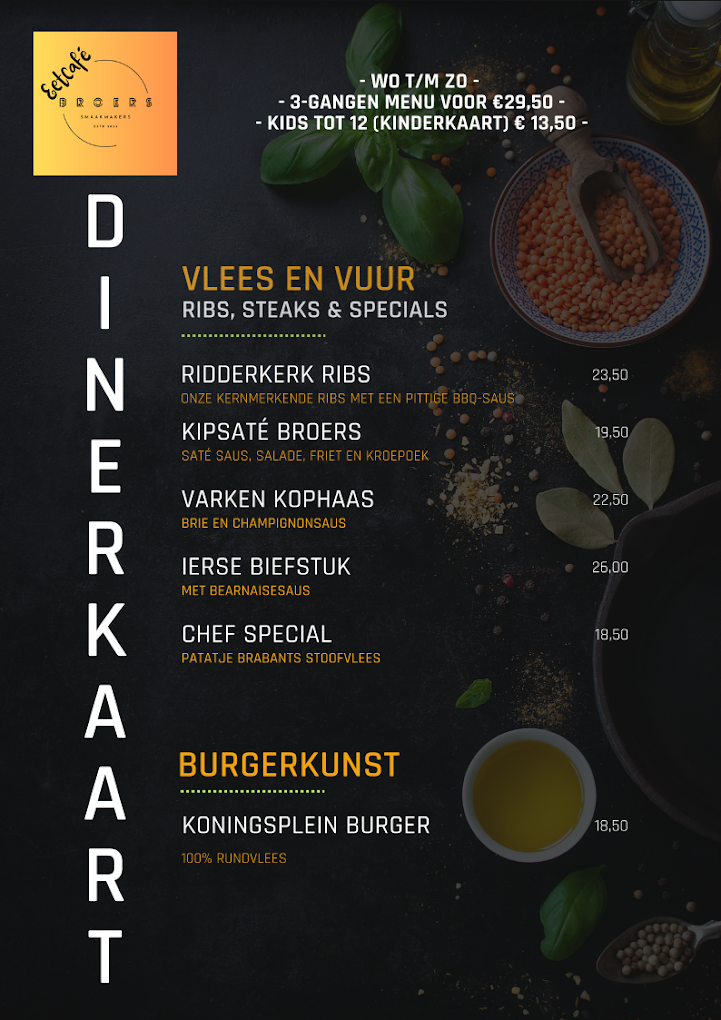 Eetcafé
BROERS
SMAAKMAKERS
- WO T/M ZO -
- 3-GANGEN MENU VOOR €29,50 -
- KIDS TOT 12 (KINDERKAART) € 13,50 -
DINERKAART
VLEES EN VUUR
RIBS, STEAKS & SPECIALS
RIDDERKERK RIBS 23,50
ONZE KERNMERKENDE RIBS MET EEN PITTIGE BBQ-SAUS
KIPSATÉ BROERS 19,50
SATÉ SAUS, SALADE, FRIET EN KROEPOEK
VARKEN KOPHAAS 22,50
BRIE EN CHAMPIGNONSAUS
IERSE BIEFSTUK 26,00
MET BEARNAISESAUS
CHEF SPECIAL 18,50
PATATJE BRABANTS STOOFVLEES
BURGERKUNST
KONINGSPLEIN BURGER 18,50
100% RUNDVLEES